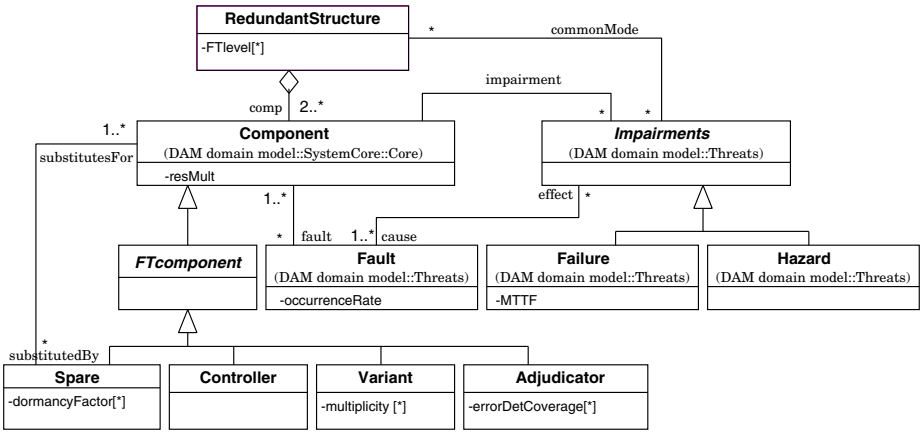 RedundantStructure
-FTlevel[*]
*
commonMode
impairment
comp
2..*
*
*
1..*
substitutesFor
Component
(DAM domain model::SystemCore::Core)
-resMult
Impairments
(DAM domain model::Threats)
1..*
effect
*
*
fault
1..*
cause
FTcomponent
Fault
(DAM domain model::Threats)
-occurrenceRate
Failure
(DAM domain model::Threats)
-MTTF
Hazard
(DAM domain model::Threats)
*
substitutedBy
Spare
-dormancyFactor[*]
Controller
Variant
-multiplicity [*]
Adjudicator
-errorDetCoverage[*]